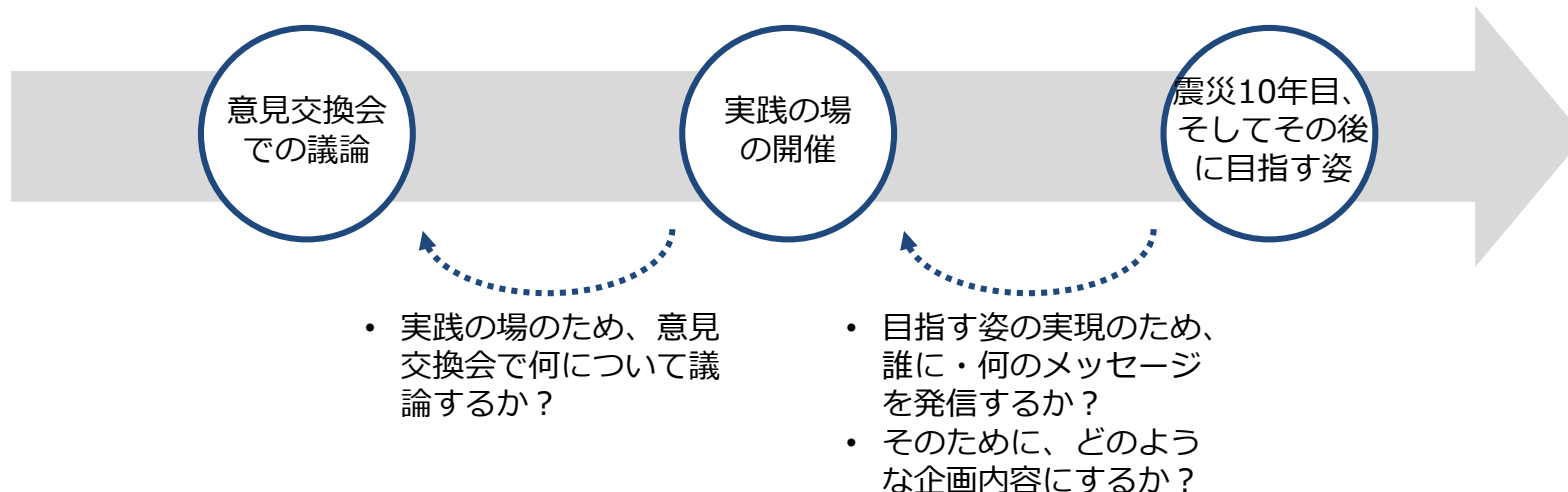 意見交換会
での議論
実践の場
の開催
震災10年目、
そしてその後
に目指す姿
• 実践の場のため、意見
交換会で何について議
論するか？
• 目指す姿の実現のため、
誰に・何のメッセージ
を発信するか？
• そのために、どのよう
な企画内容にするか？